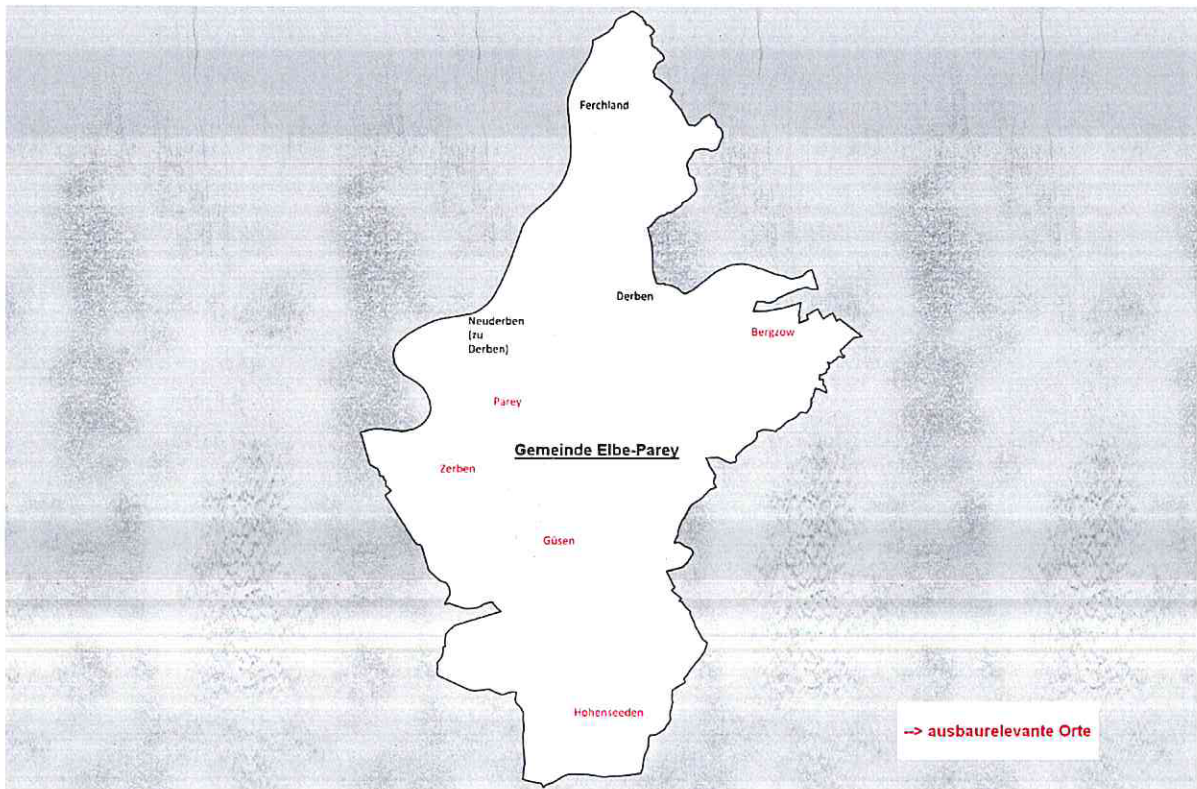 Ferchland
Derben
Neuderben
(zu
Derben)
Bergzow
Parey
Gemeinde Elbe-Parey
Zerben
Güsen
Hohenseeden
--> ausbaurelevante Orte